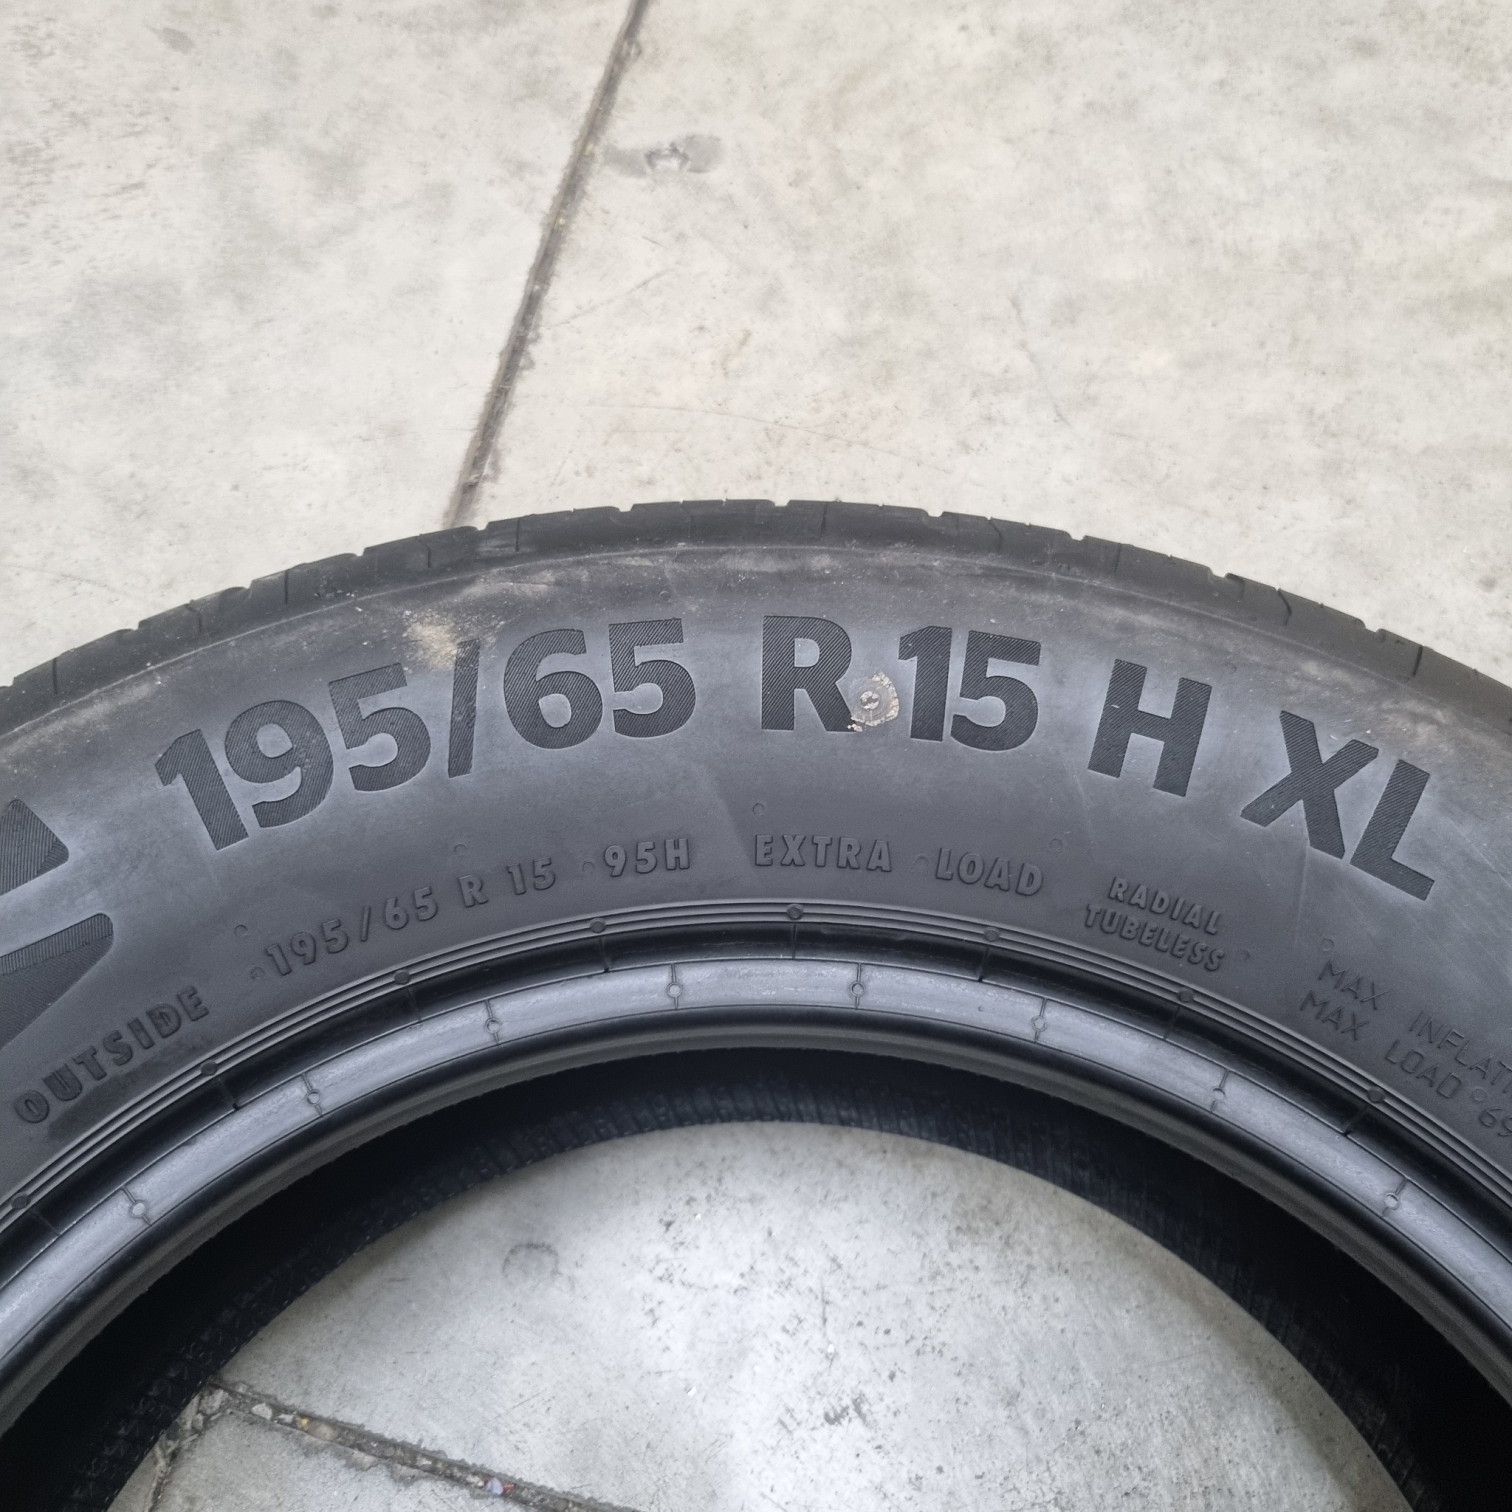 195/65 R 15 H XL
OUTSIDE 195/65 R 15 95H EXTRA LOAD
RADIAL
TUBELESS
MAX
MAX LOAD